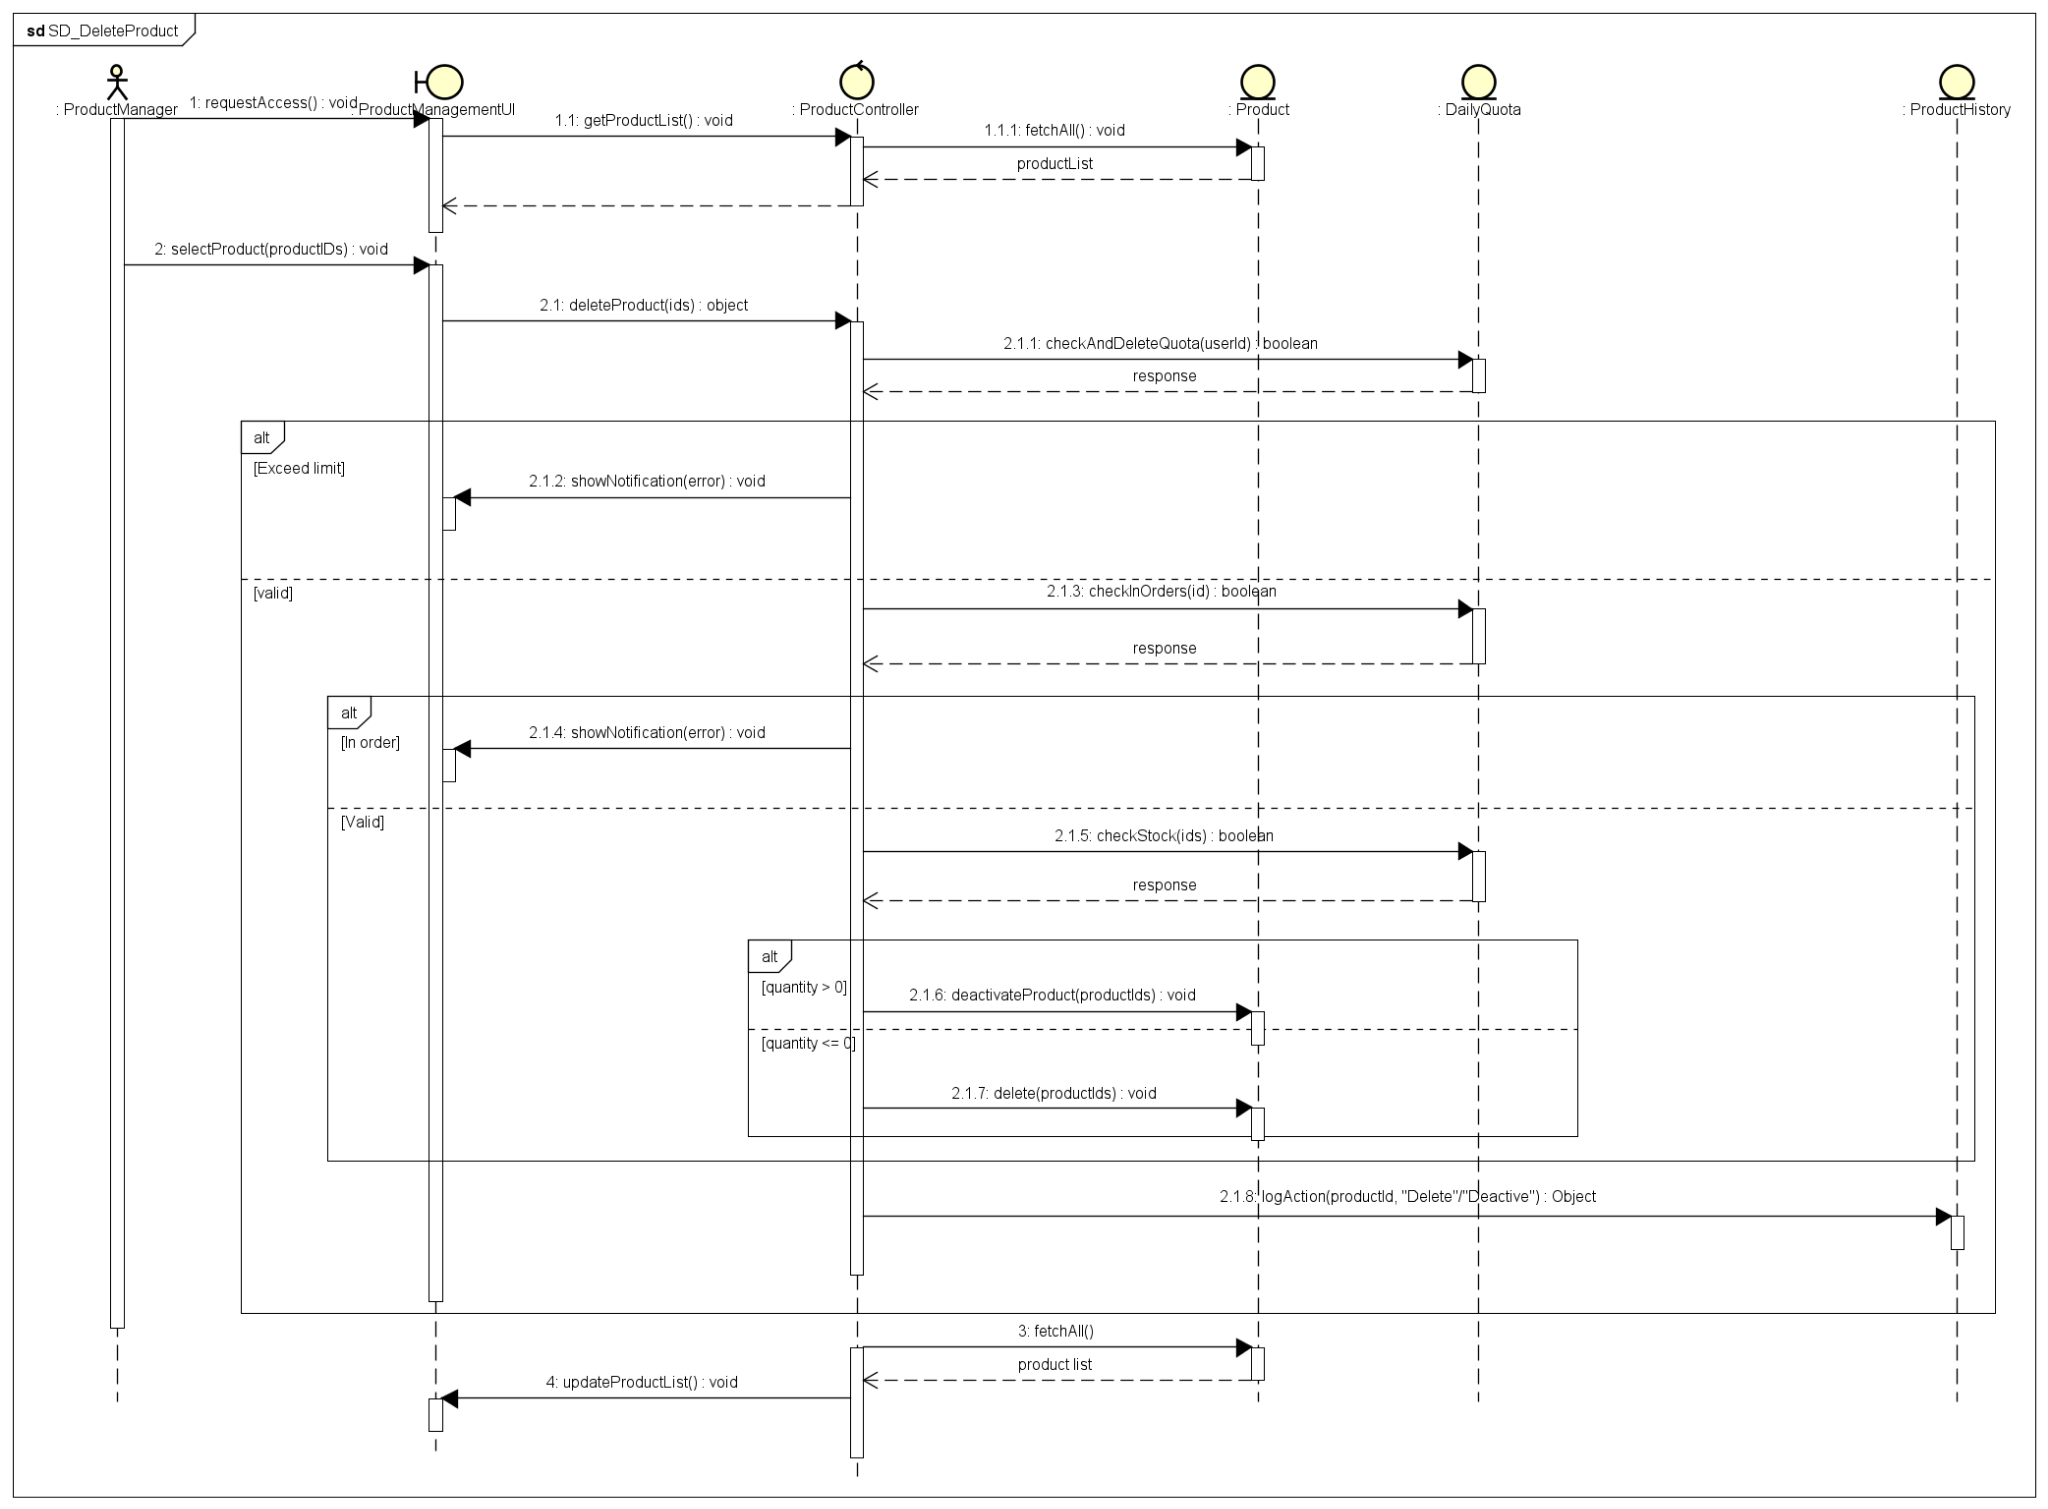 sd SD_DeleteProduct
: ProductManager
1: requestAccess() : void
: ProductManagementUI
: ProductController
: Product
: DailyQuota
: ProductHistory
1.1: getProductList() : void
1.1.1: fetchAll() : void
productList
2: selectProduct(productIDs) : void
2.1: deleteProduct(ids) : object
2.1.1: checkAndDeleteQuota(userId) : boolean
response
alt
[Exceed limit]
2.1.2: showNotification(error) : void
[valid]
2.1.3: checkInOrders(id) : boolean
response
alt
[In order]
2.1.4: showNotification(error) : void
[Valid]
2.1.5: checkStock(ids) : boolean
response
alt
[quantity > 0]
2.1.6: deactivateProduct(productIds) : void
[quantity <= 0]
2.1.7: delete(productIds) : void
2.1.8: logAction(productId, "Delete"/"Deactive") : Object
3: fetchAll()
product list
4: updateProductList() : void